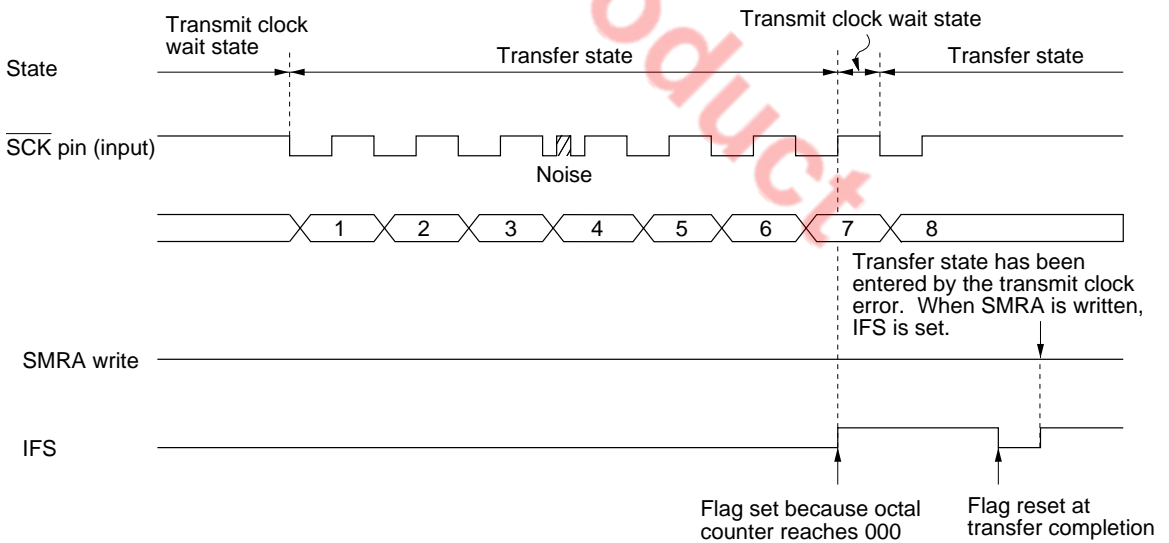 Transmit clock
wait state
Transmit clock wait state
State
Transfer state
Transfer state
SCK pin (input)
Noise
1 2 3 4 5 6 7 8
Transfer state has been
entered by the transmit clock
error. When SMRA is written,
IFS is set.
SMRA write
IFS
Flag set because octal
counter reaches 000
Flag reset at
transfer completion
oduct